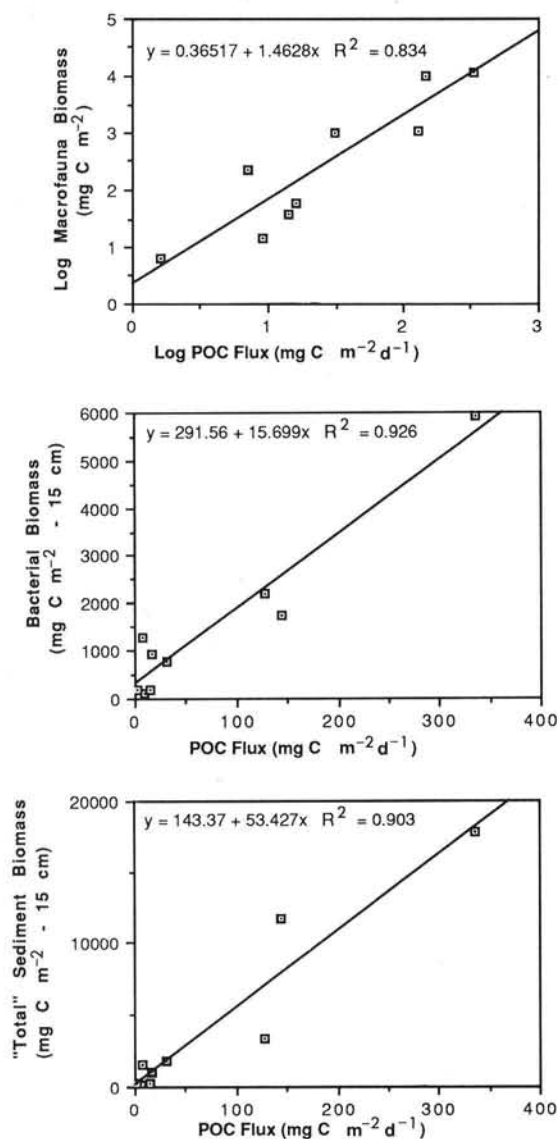 y = 0.36517 + 1.4628x R² = 0.834
Log Macrofauna Biomass
(mg C m⁻²)
5
4
3
2
1
0
0 1 2 3
Log POC Flux (mg C m⁻² d⁻¹)
y = 291.56 + 15.699x R² = 0.926
Bacterial Biomass
(mg C m⁻² - 15 cm)
6000
5000
4000
3000
2000
1000
0
0 100 200 300 400
POC Flux (mg C m⁻² d⁻¹)
y = 143.37 + 53.427x R² = 0.903
"Total" Sediment Biomass
(mg C m⁻² - 15 cm)
20000
10000
0
0 100 200 300 400
POC Flux (mg C m⁻² d⁻¹)